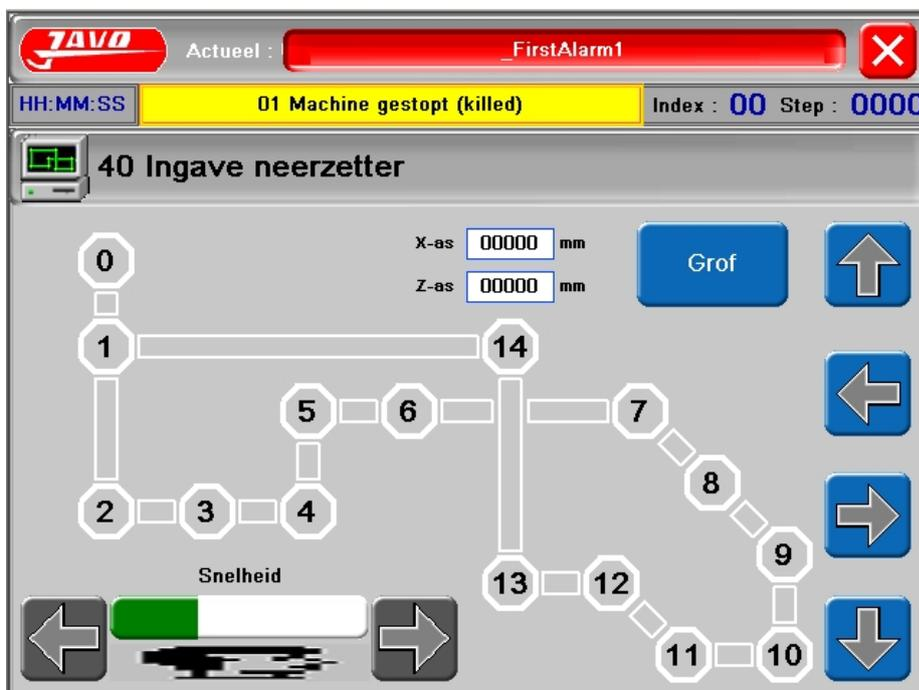 JAVO
Actueel : _FirstAlarm1
HH:MM:SS 01 Machine gestopt (killed) Index : 00 Step : 0000
40 Ingave neerzetter
0 X-as 00000 mm Grof
Z-as 00000 mm
1 14
5 6 7
8
2 3 4
9
Snelheid
13 12
11 10